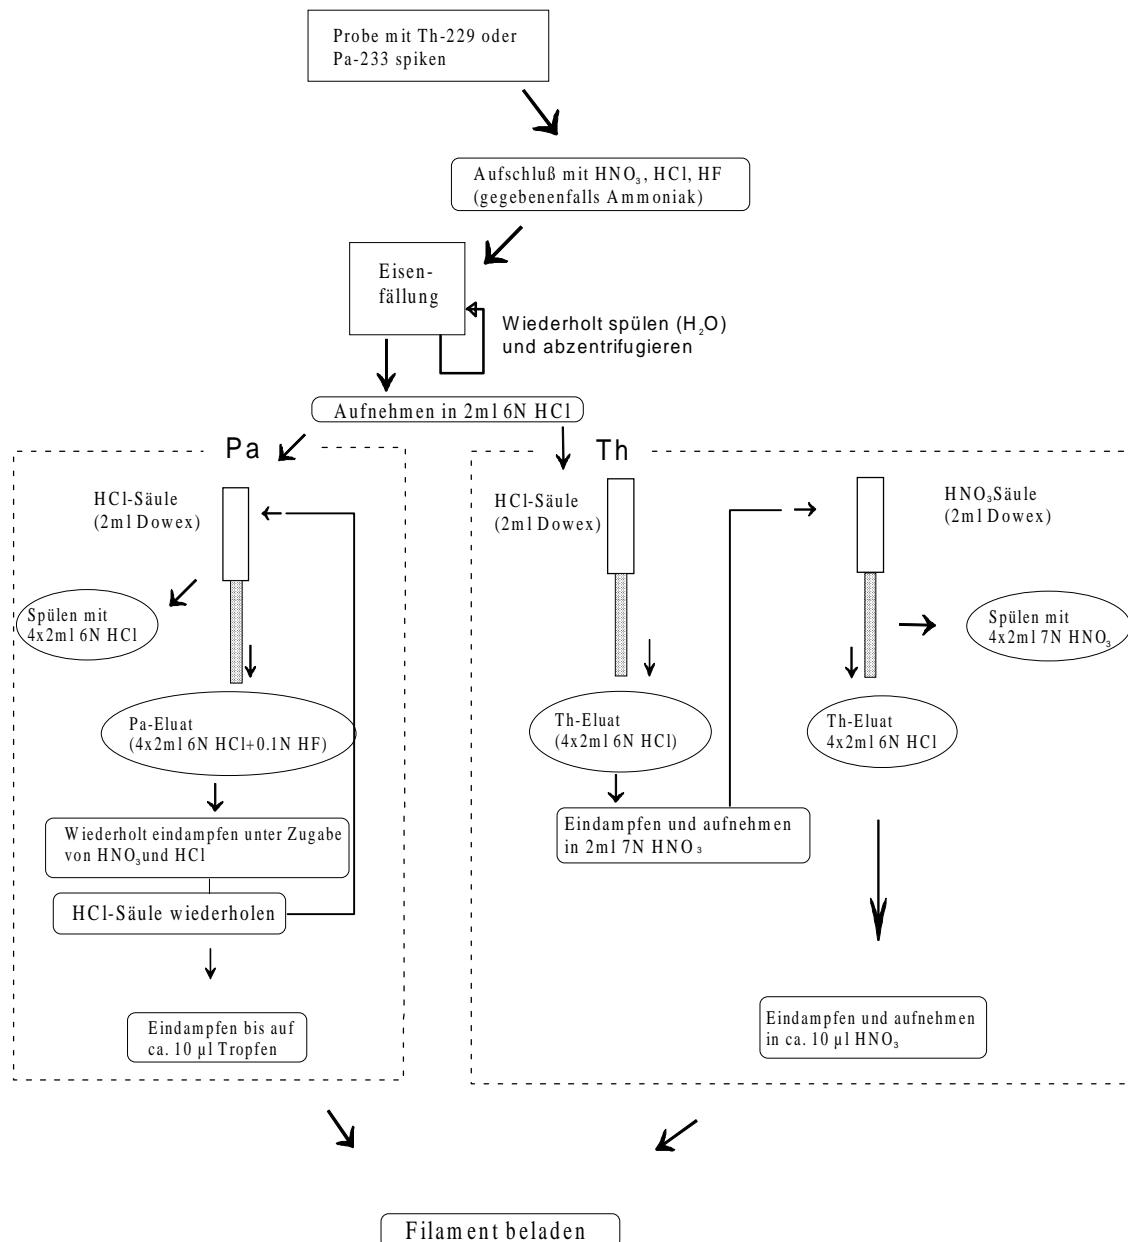 Probe mit Th-229 oder
Pa-233 spiken
Aufschluß mit HNO₃, HCl, HF
(gegebenenfalls Ammoniak)
Eisen-
fällung
Wiederholt spülen (H₂O)
und abzentrifugieren
Aufnehmen in 2ml 6N HCl
Pa
HCl-Säule
(2ml Dowex)
Spülen mit
4x2ml 6N HCl
Pa-Eluat
(4x2ml 6N HCl+0.1N HF)
Wiederholt eindampfen unter Zugabe
von HNO₃ und HCl
HCl-Säule wiederholen
Eindampfen bis auf
ca. 10 µl Tropfen
Th
HCl-Säule
(2ml Dowex)
Th-Eluat
(4x2ml 6N HCl)
Eindampfen und aufnehmen
in 2ml 7N HNO₃
HNO₃Säule
(2ml Dowex)
Spülen mit
4x2ml 7N HNO₃
Th-Eluat
4x2ml 6N HCl
Eindampfen und aufnehmen
in ca. 10 µl HNO₃
Filament beladen